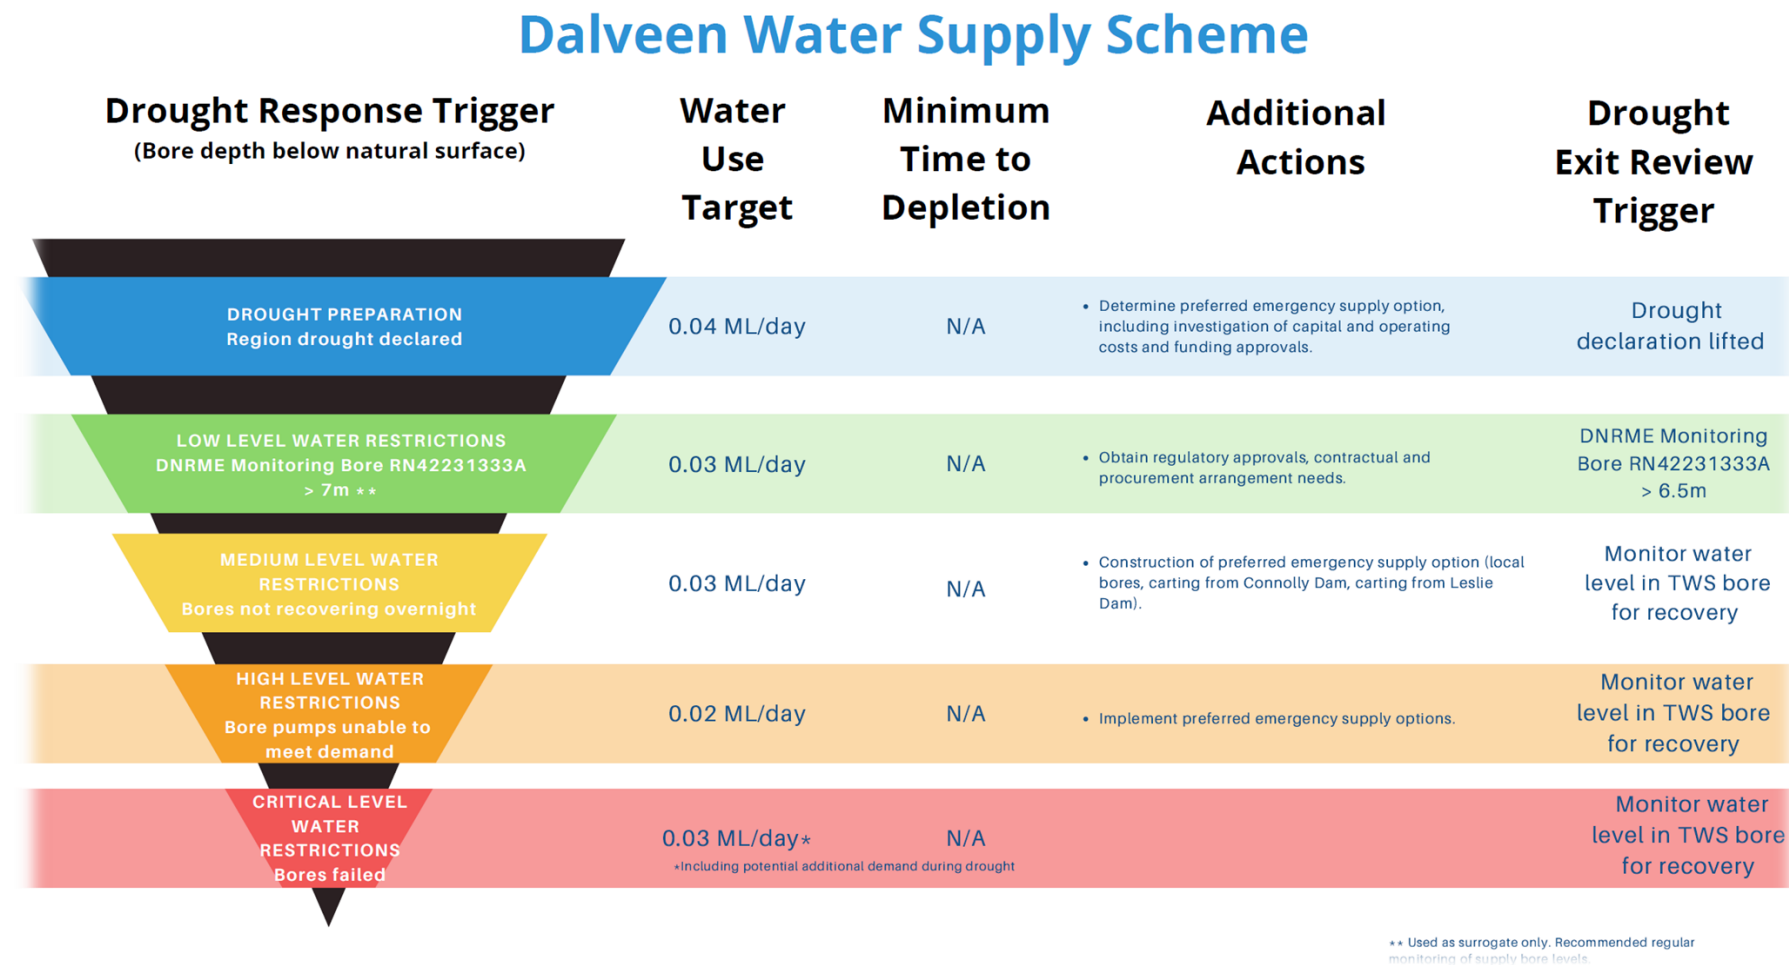 Dalveen Water Supply Scheme
Drought Response Trigger
(Bore depth below natural surface)
Water
Use
Target
Minimum
Time to
Depletion
Additional
Actions
Drought
Exit Review
Trigger
DROUGHT PREPARATION
Region drought declared
0.04 ML/day
N/A
• Determine preferred emergency supply option,
including investigation of capital and operating
costs and funding approvals.
Drought
declaration lifted
LOW LEVEL WATER RESTRICTIONS
DNRME Monitoring Bore RN42231333A
> 7m **
0.03 ML/day
N/A
• Obtain regulatory approvals, contractual and
procurement arrangement needs.
DNRME Monitoring
Bore RN42231333A
> 6.5m
MEDIUM LEVEL WATER
RESTRICTIONS
Bores not recovering overnight
0.03 ML/day
N/A
• Construction of preferred emergency supply option (local
bores, carting from Connolly Dam, carting from Leslie
Dam).
Monitor water
level in TWS bore
for recovery
HIGH LEVEL WATER
RESTRICTIONS
Bore pumps unable to
meet demand
0.02 ML/day
N/A
• Implement preferred emergency supply options.
Monitor water
level in TWS bore
for recovery
CRITICAL LEVEL
WATER
RESTRICTIONS
Bores failed
0.03 ML/day*
N/A
*Including potential additional demand during drought
Monitor water
level in TWS bore
for recovery
** Used as surrogate only. Recommended regular
monitoring of supply bore levels.